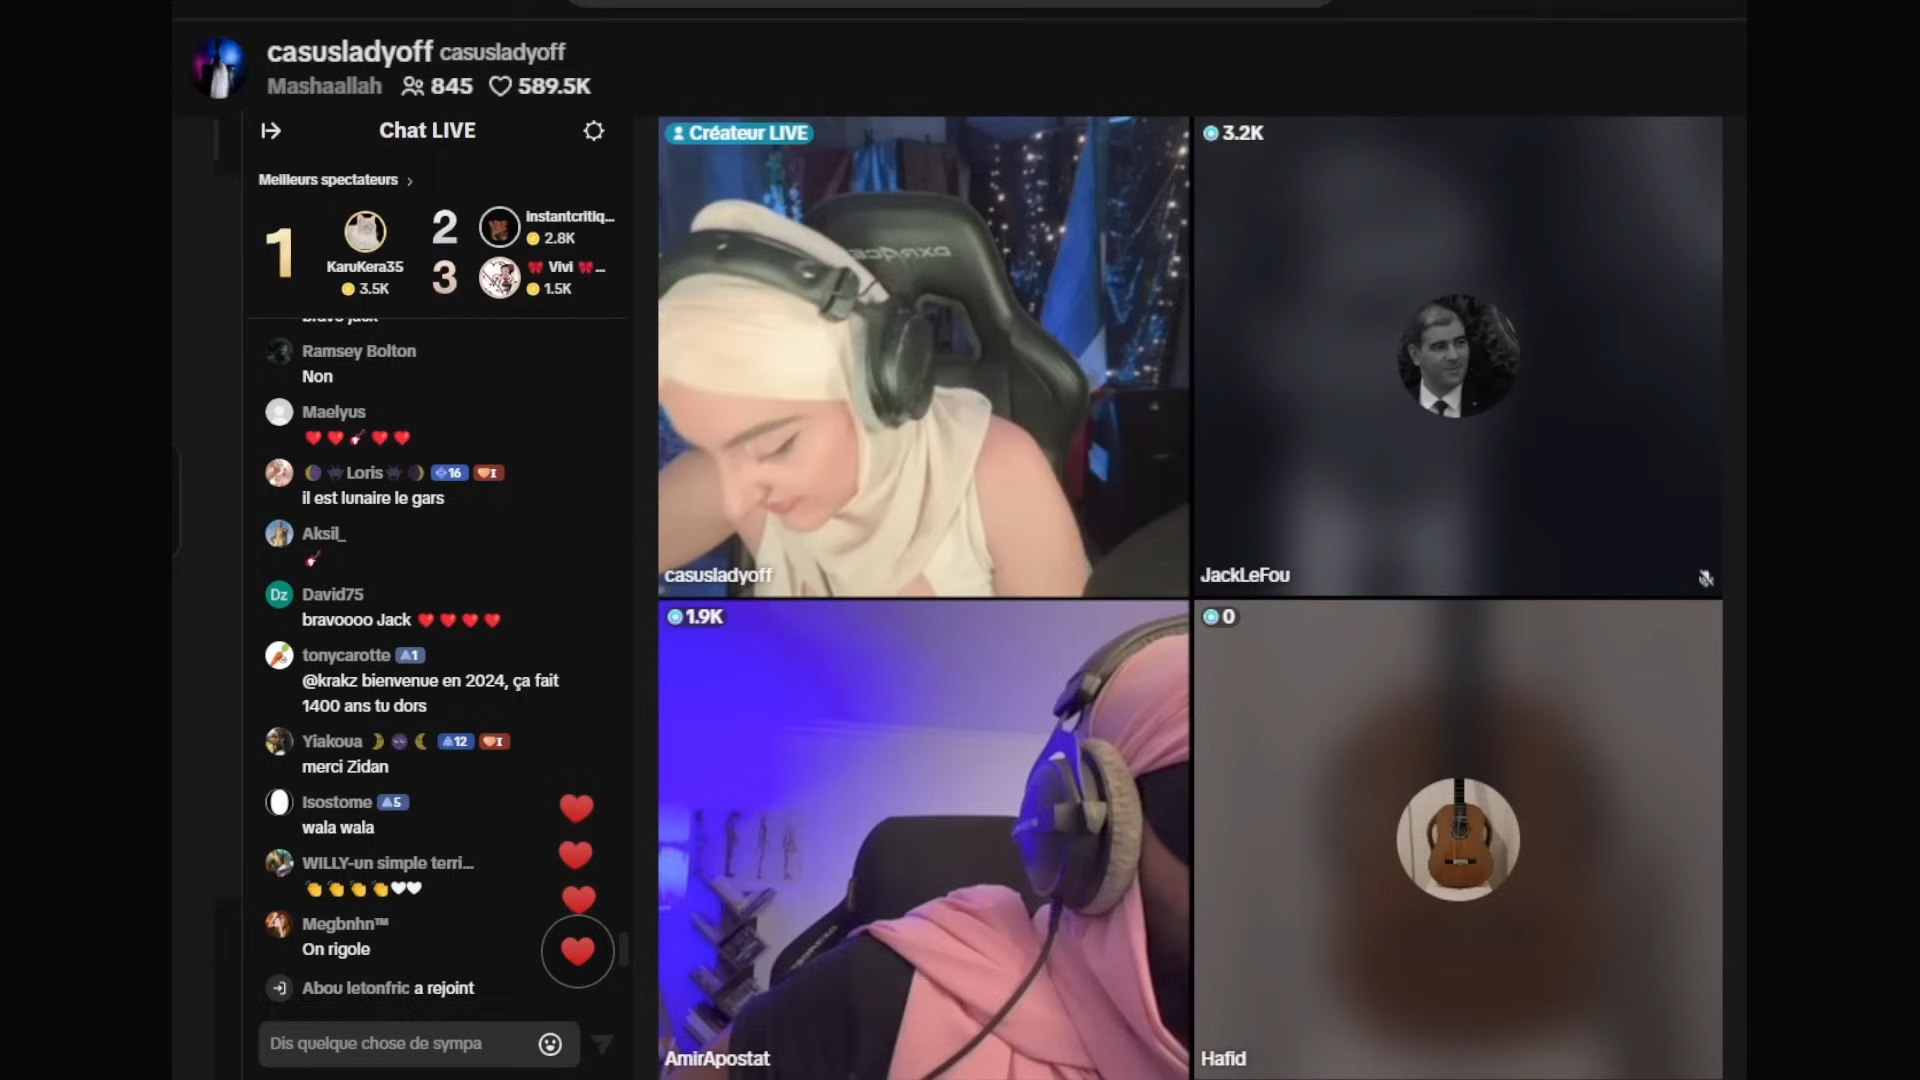 casusladyoff casusladyoff
Mashaallah 845 589.5K
Chat LIVE
Meilleurs spectateurs
1
KaruKera35
3.5K
2
instantcritiq...
2.8K
3
Vivi ...
1.5K
Ramsey Bolton
Non
Maelyus
Loris 16 I
il est lunaire le gars
Aksil_
Dz David75
bravoooo Jack
tonycarotte 1
@krakz bienvenue en 2024, ça fait
1400 ans tu dors
Yiakoua 12 I
merci Zidan
Isostome 5
wala wala
WILLY-un simple terri...
Megbnhn™
On rigole
Abou letonfric a rejoint
Dis quelque chose de sympa
Créateur LIVE
casusladyoff
3.2K
JackLeFou
1.9K
AmirApostat
0
Hafid